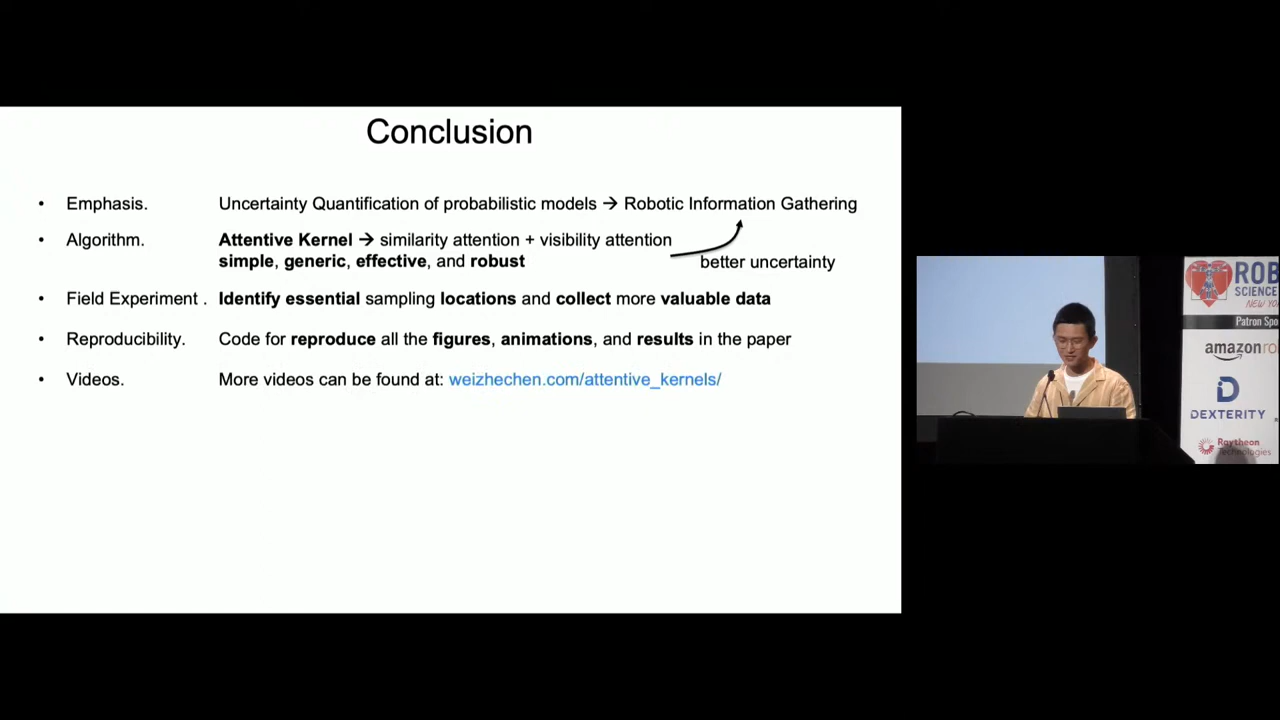 Conclusion
• Emphasis. Uncertainty Quantification of probabilistic models → Robotic Information Gathering
• Algorithm. Attentive Kernel → similarity attention + visibility attention
simple, generic, effective, and robust
better uncertainty
• Field Experiment . Identify essential sampling locations and collect more valuable data
• Reproducibility. Code for reproduce all the figures, animations, and results in the paper
• Videos. More videos can be found at: weizhechen.com/attentive_kernels/
ROB
SCIENCE
NEW YO
Patron Spo
amazonro
DEXTERITY
Raytheon
Technologies